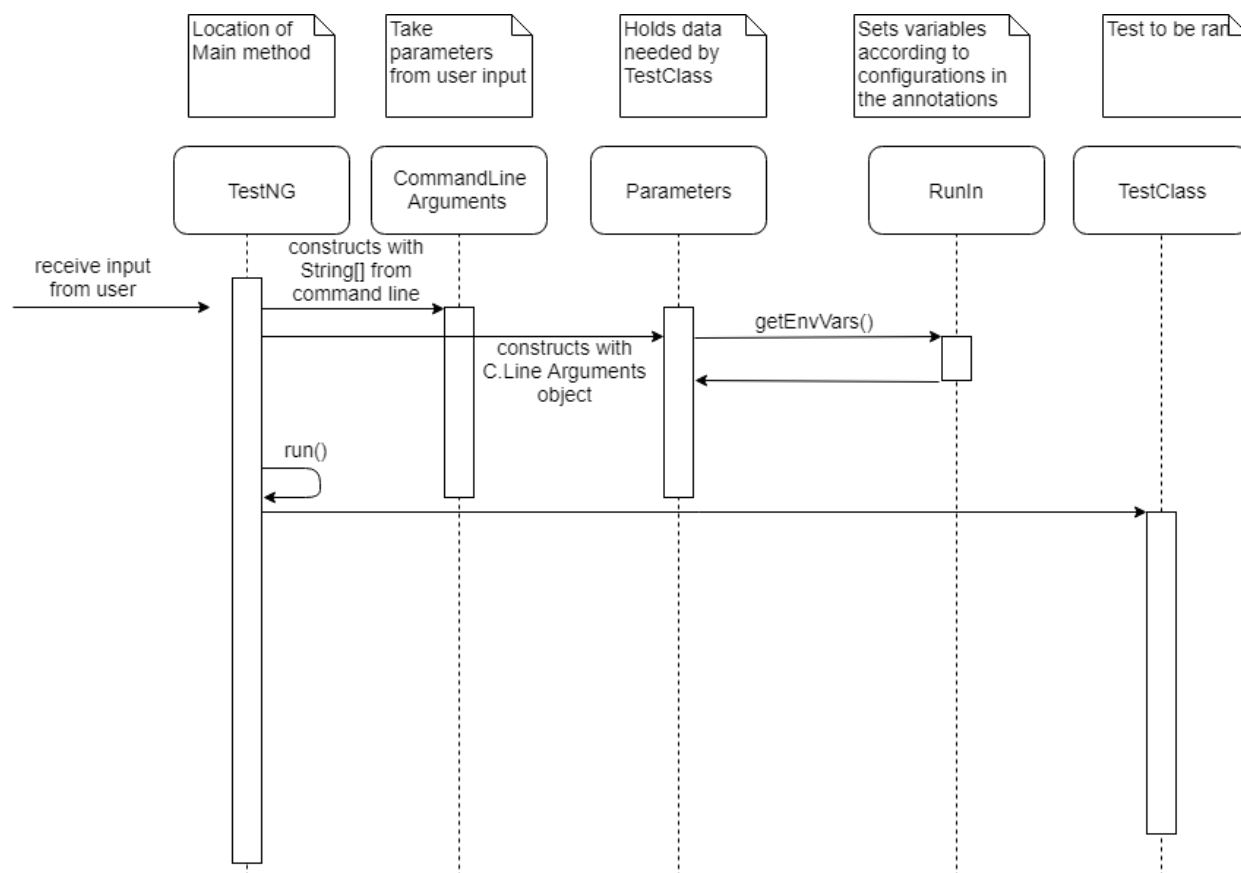 Location of
Main method
Take
parameters
from user input
Holds data
needed by
TestClass
Sets variables
according to
configurations in
the annotations
Test to be ran
TestNG
CommandLine
Arguments
Parameters
RunIn
TestClass
receive input
from user
constructs with
String[] from
command line
getEnvVars()
constructs with
C.Line Arguments
object
run()